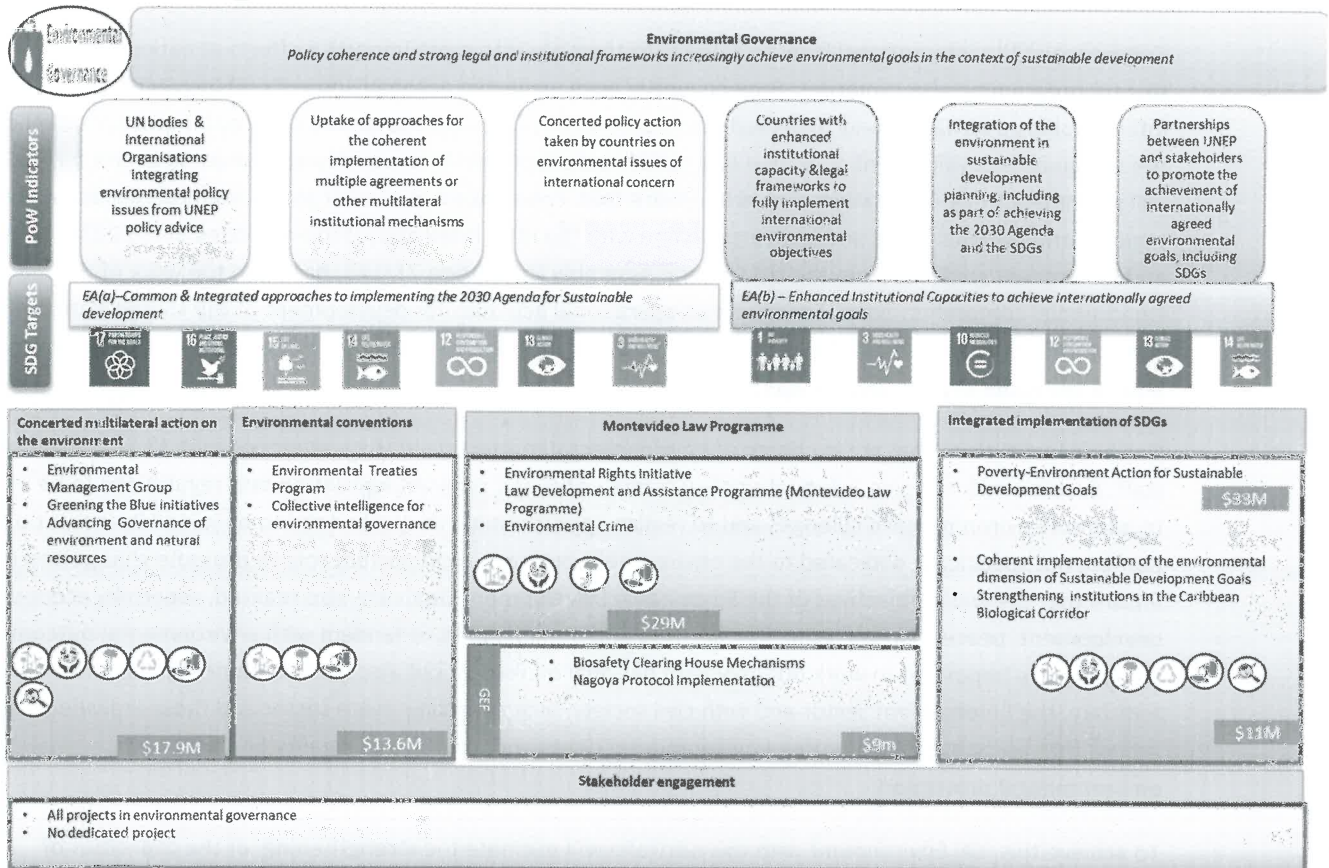 Environmental
Governance
Environmental Governance
Policy coherence and strong legal and institutional frameworks increasingly achieve environmental goals in the context of sustainable development
PoW Indicators
UN bodies &
International
Organisations
Integrating
environmental policy
issues from UNEP
policy advice
Uptake of approaches for
the coherent
implementation of
multiple agreements or
other multilateral
institutional mechanisms
Concerted policy action
taken by countries on
environmental issues of
international concern
Countries with
enhanced
institutional
capacity &legal
frameworks to
fully implement
international
environmental
objectives
Integration of the
environment in
sustainable
development
planning, including
as part of achieving
the 2030 Agenda
and the SDGs
Partnerships
between UNEP
and stakeholders
to promote the
achievement of
internationally
agreed
environmental
goals, including
SDGs
SDG Targets
EA(a)–Common & Integrated approaches to implementing the 2030 Agenda for Sustainable
development
EA(b) – Enhanced Institutional Capacities to achieve internationally agreed
environmental goals
17
16
15
14
12
13
3
1
3
10
12
13
14
Concerted multilateral action on
the environment
• Environmental
Management Group
• Greening the Blue initiatives
• Advancing Governance of
environment and natural
resources
$17.9M
Environmental conventions
• Environmental Treaties
Program
• Collective intelligence for
environmental governance
$13.6M
Montevideo Law Programme
• Environmental Rights Initiative
• Law Development and Assistance Programme (Montevideo Law
Programme)
• Environmental Crime
$29M
GEF
• Biosafety Clearing House Mechanisms
• Nagoya Protocol Implementation
$9m
Integrated implementation of SDGs
• Poverty-Environment Action for Sustainable
Development Goals
$33M
• Coherent implementation of the environmental
dimension of Sustainable Development Goals
• Strengthening Institutions in the Caribbean
Biological Corridor
$11M
Stakeholder engagement
• All projects in environmental governance
• No dedicated project